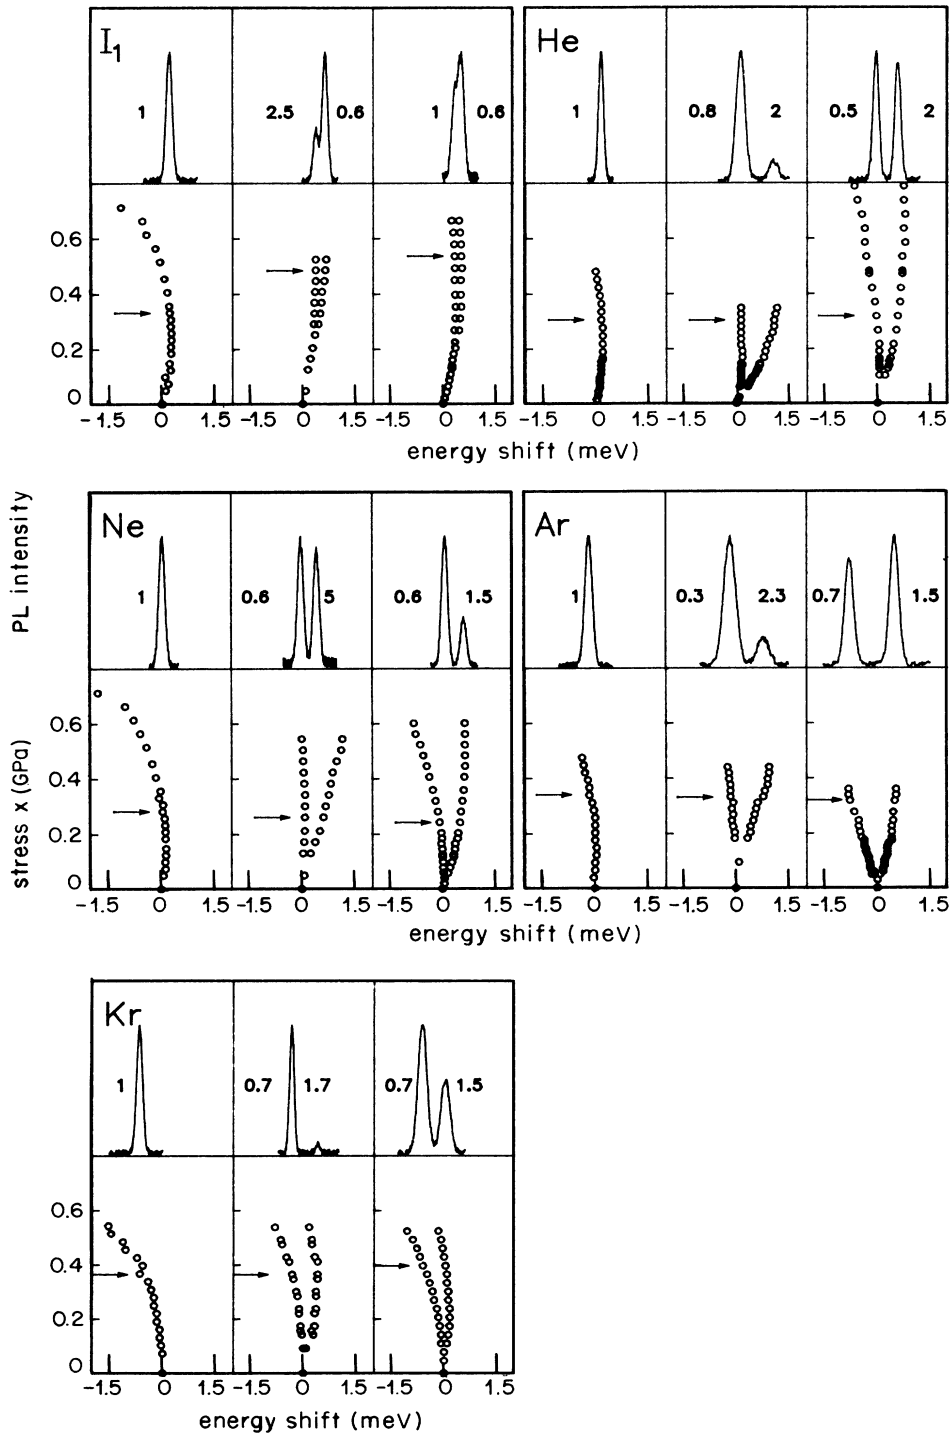 I1
He
1
2.5 0.6
1 0.6
1
0.8 2
0.5 2
0.6
0.4
0.2
0
-1.5 0 1.5
-1.5 0 1.5
-1.5 0 1.5
-1.5 0 1.5
-1.5 0 1.5
-1.5 0 1.5
energy shift (meV)
PL intensity
stress x (GPa)
Ne
Ar
1
0.6 5
0.6 1.5
1
0.3 2.3
0.7 1.5
0.6
0.4
0.2
0
-1.5 0 1.5
-1.5 0 1.5
-1.5 0 1.5
-1.5 0 1.5
-1.5 0 1.5
-1.5 0 1.5
energy shift (meV)
Kr
1
0.7 1.7
0.7 1.5
0.6
0.4
0.2
0
-1.5 0 1.5
-1.5 0 1.5
-1.5 0 1.5
energy shift (meV)